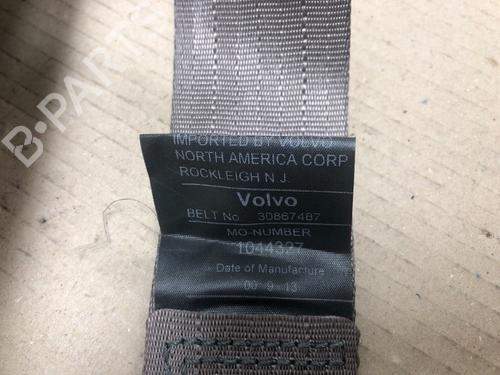 B-PARTS
IMPORTED BY VOLVO
NORTH AMERICA CORP
ROCKLEIGH N.J.
Volvo
BELT No 30867487
MO-NUMBER
1044327
Date of Manufacture
00 9 13